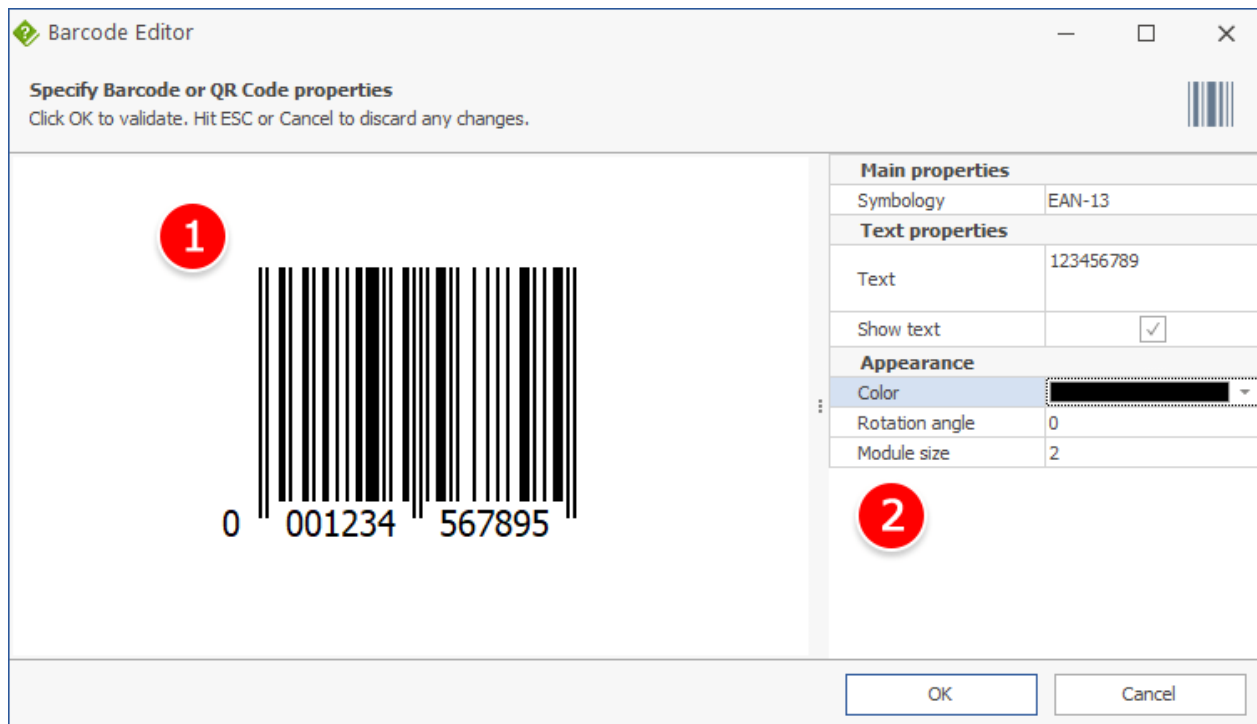 Barcode Editor
Specify Barcode or QR Code properties
Click OK to validate. Hit ESC or Cancel to discard any changes.
1
0 001234 567895
Main properties
Symbology EAN-13
Text properties
Text 123456789
Show text
Appearance
Color
Rotation angle 0
Module size 2
2
OK Cancel